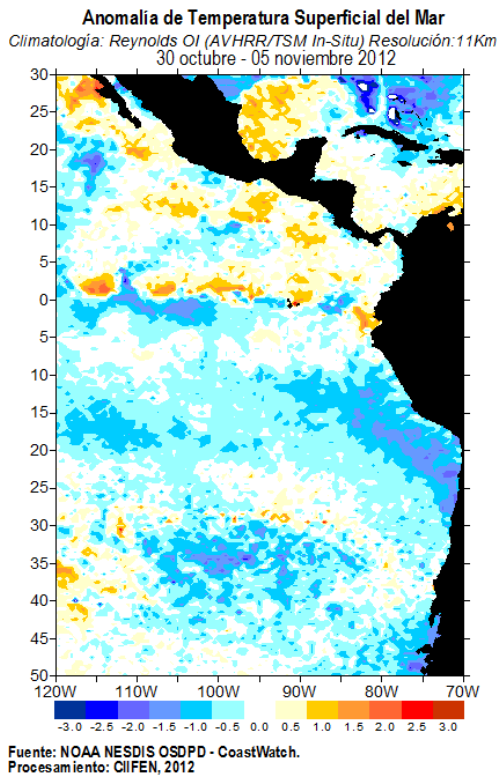 Anomalía de Temperatura Superficial del Mar
Climatología: Reynolds OI (AVHRR/TSM In-Situ) Resolución:11Km
30 octubre - 05 noviembre 2012
30
25
20
15
10
5
0
5
10
15
20
25
30
35
40
45
50
120W 110W 100W 90W 80W 70W
-3.0 -2.5 -2.0 -1.5 -1.0 -0.5 0.0 0.5 1.0 1.5 2.0 2.5 3.0
Fuente: NOAA NESDIS OSDPD - CoastWatch.
Procesamiento: CIIFEN, 2012